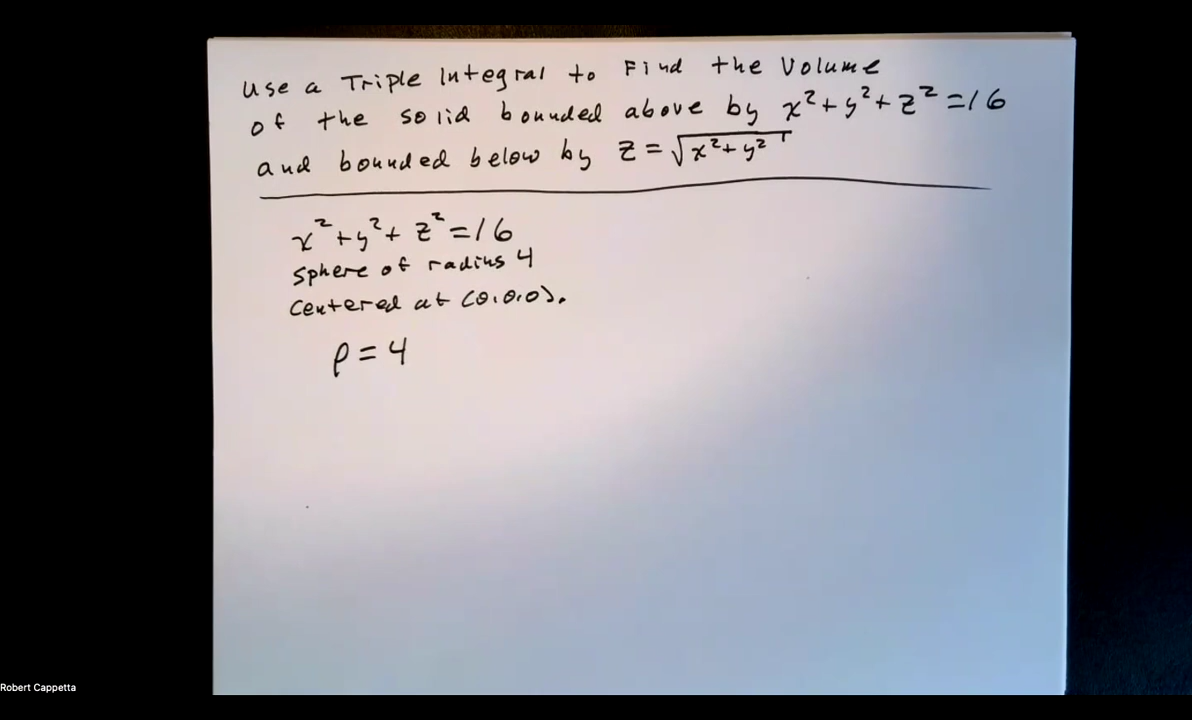 Use a Triple Integral to Find the Volume
of the solid bounded above by x²+y²+z²=16
and bounded below by z=√x²+y²
x²+y²+z²=16
sphere of radius 4
centered at (0,0,0).
ρ=4
Robert Cappetta